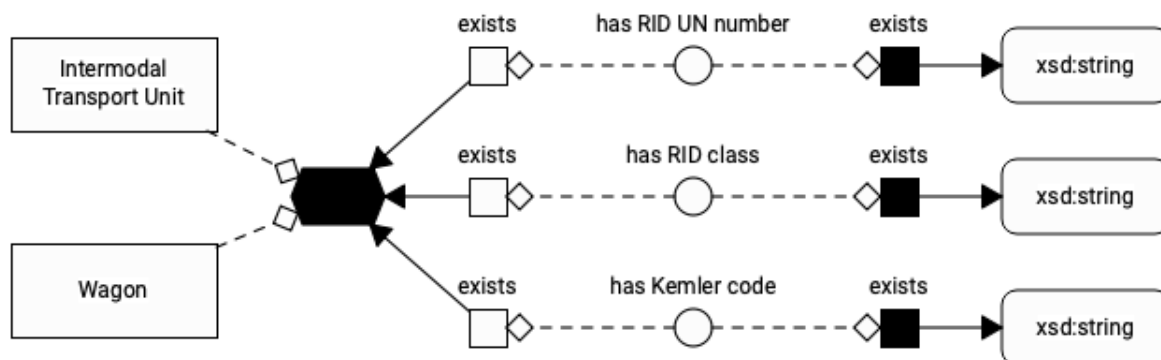 exists
has RID UN number
exists
Intermodal
Transport Unit
xsd:string
exists
has RID class
exists
xsd:string
Wagon
exists
has Kemler code
exists
xsd:string